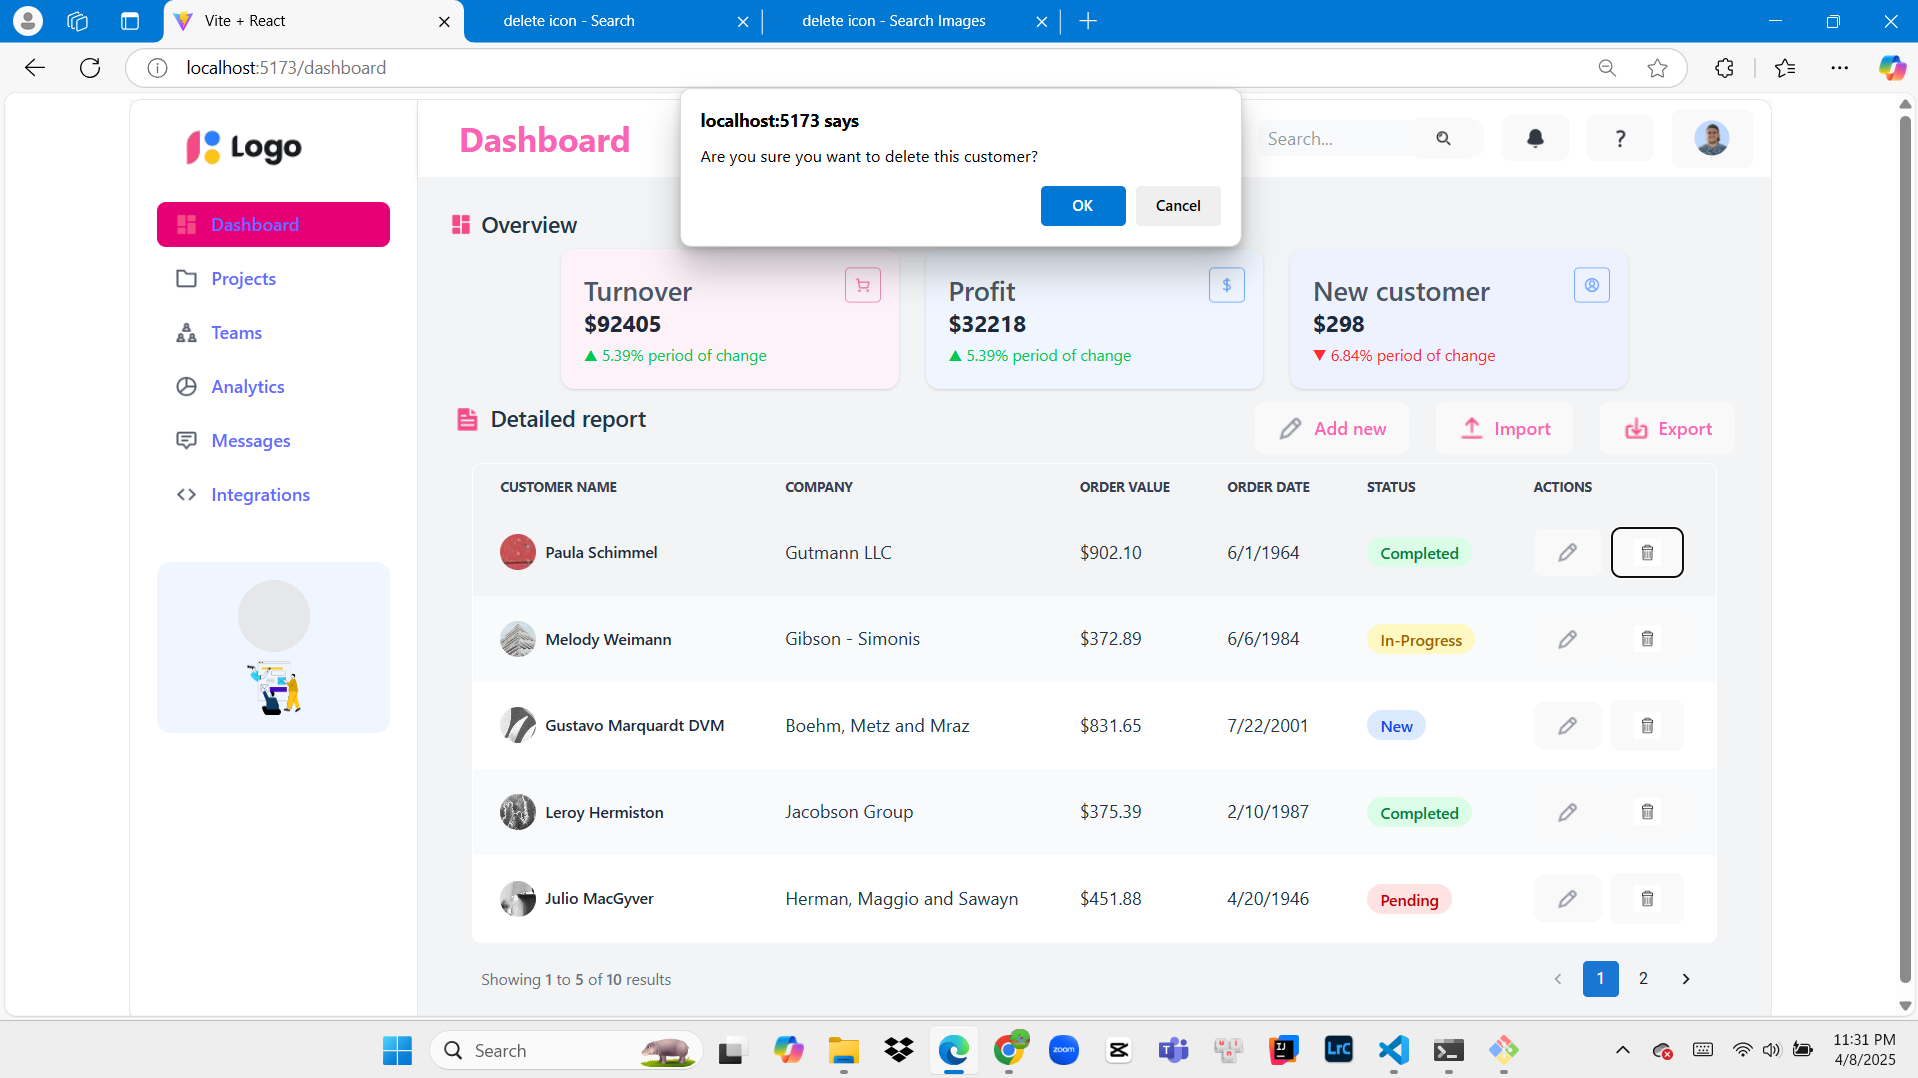 Vite + React
delete icon - Search
delete icon - Search Images
localhost:5173/dashboard
localhost:5173 says
Are you sure you want to delete this customer?
OK
Cancel
Logo
Dashboard
Search...
?
Dashboard
Projects
Teams
Analytics
Messages
Integrations
Overview
Turnover
$92405
▲ 5.39% period of change
Profit
$
$32218
▲ 5.39% period of change
New customer
$298
▼ 6.84% period of change
Detailed report
Add new
Import
Export
CUSTOMER NAME COMPANY ORDER VALUE ORDER DATE STATUS ACTIONS
Paula Schimmel Gutmann LLC $902.10 6/1/1964 Completed
Melody Weimann Gibson - Simonis $372.89 6/6/1984 In-Progress
Gustavo Marquardt DVM Boehm, Metz and Mraz $831.65 7/22/2001 New
Leroy Hermiston Jacobson Group $375.39 2/10/1987 Completed
Julio MacGyver Herman, Maggio and Sawayn $451.88 4/20/1946 Pending
Showing 1 to 5 of 10 results
1 2
Search
zoom
IJ
LrC
11:31 PM
4/8/2025